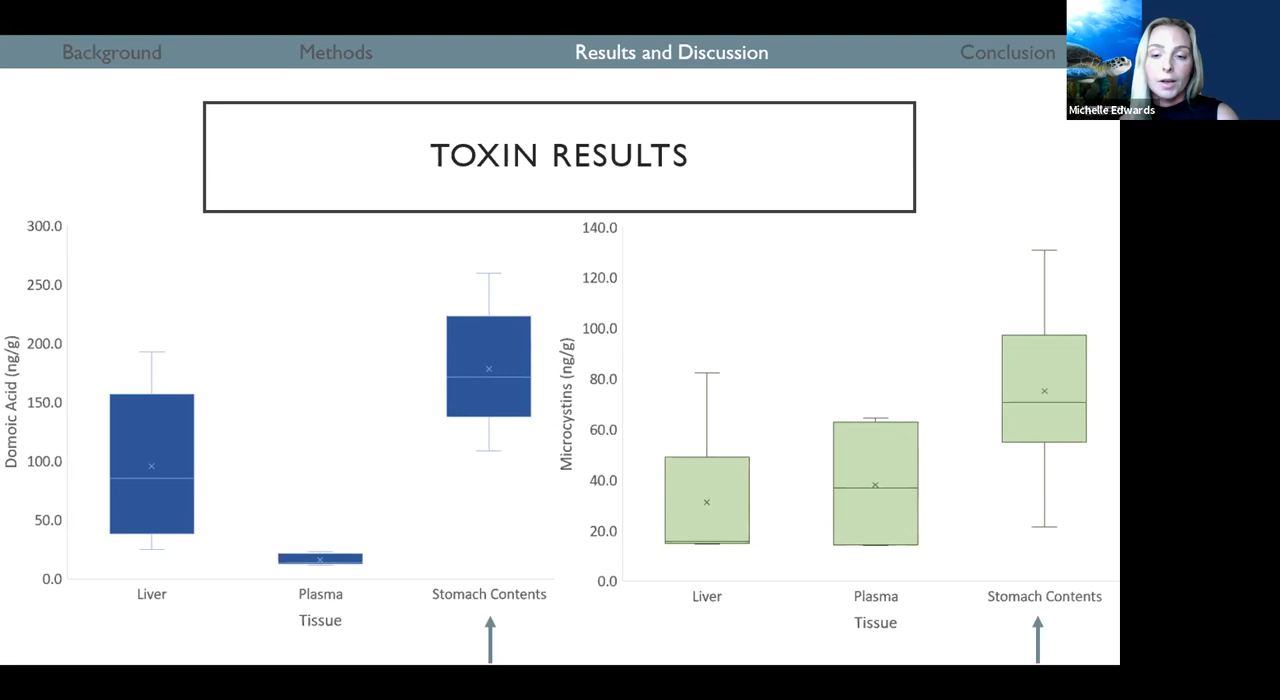 Background Methods Results and Discussion Conclusion
Michelle Edwards
TOXIN RESULTS
Domoic Acid (ng/g)
300.0
250.0
200.0
150.0
100.0
50.0
0.0
Liver Plasma Stomach Contents
Tissue
Microcystins (ng/g)
140.0
120.0
100.0
80.0
60.0
40.0
20.0
0.0
Liver Plasma Stomach Contents
Tissue